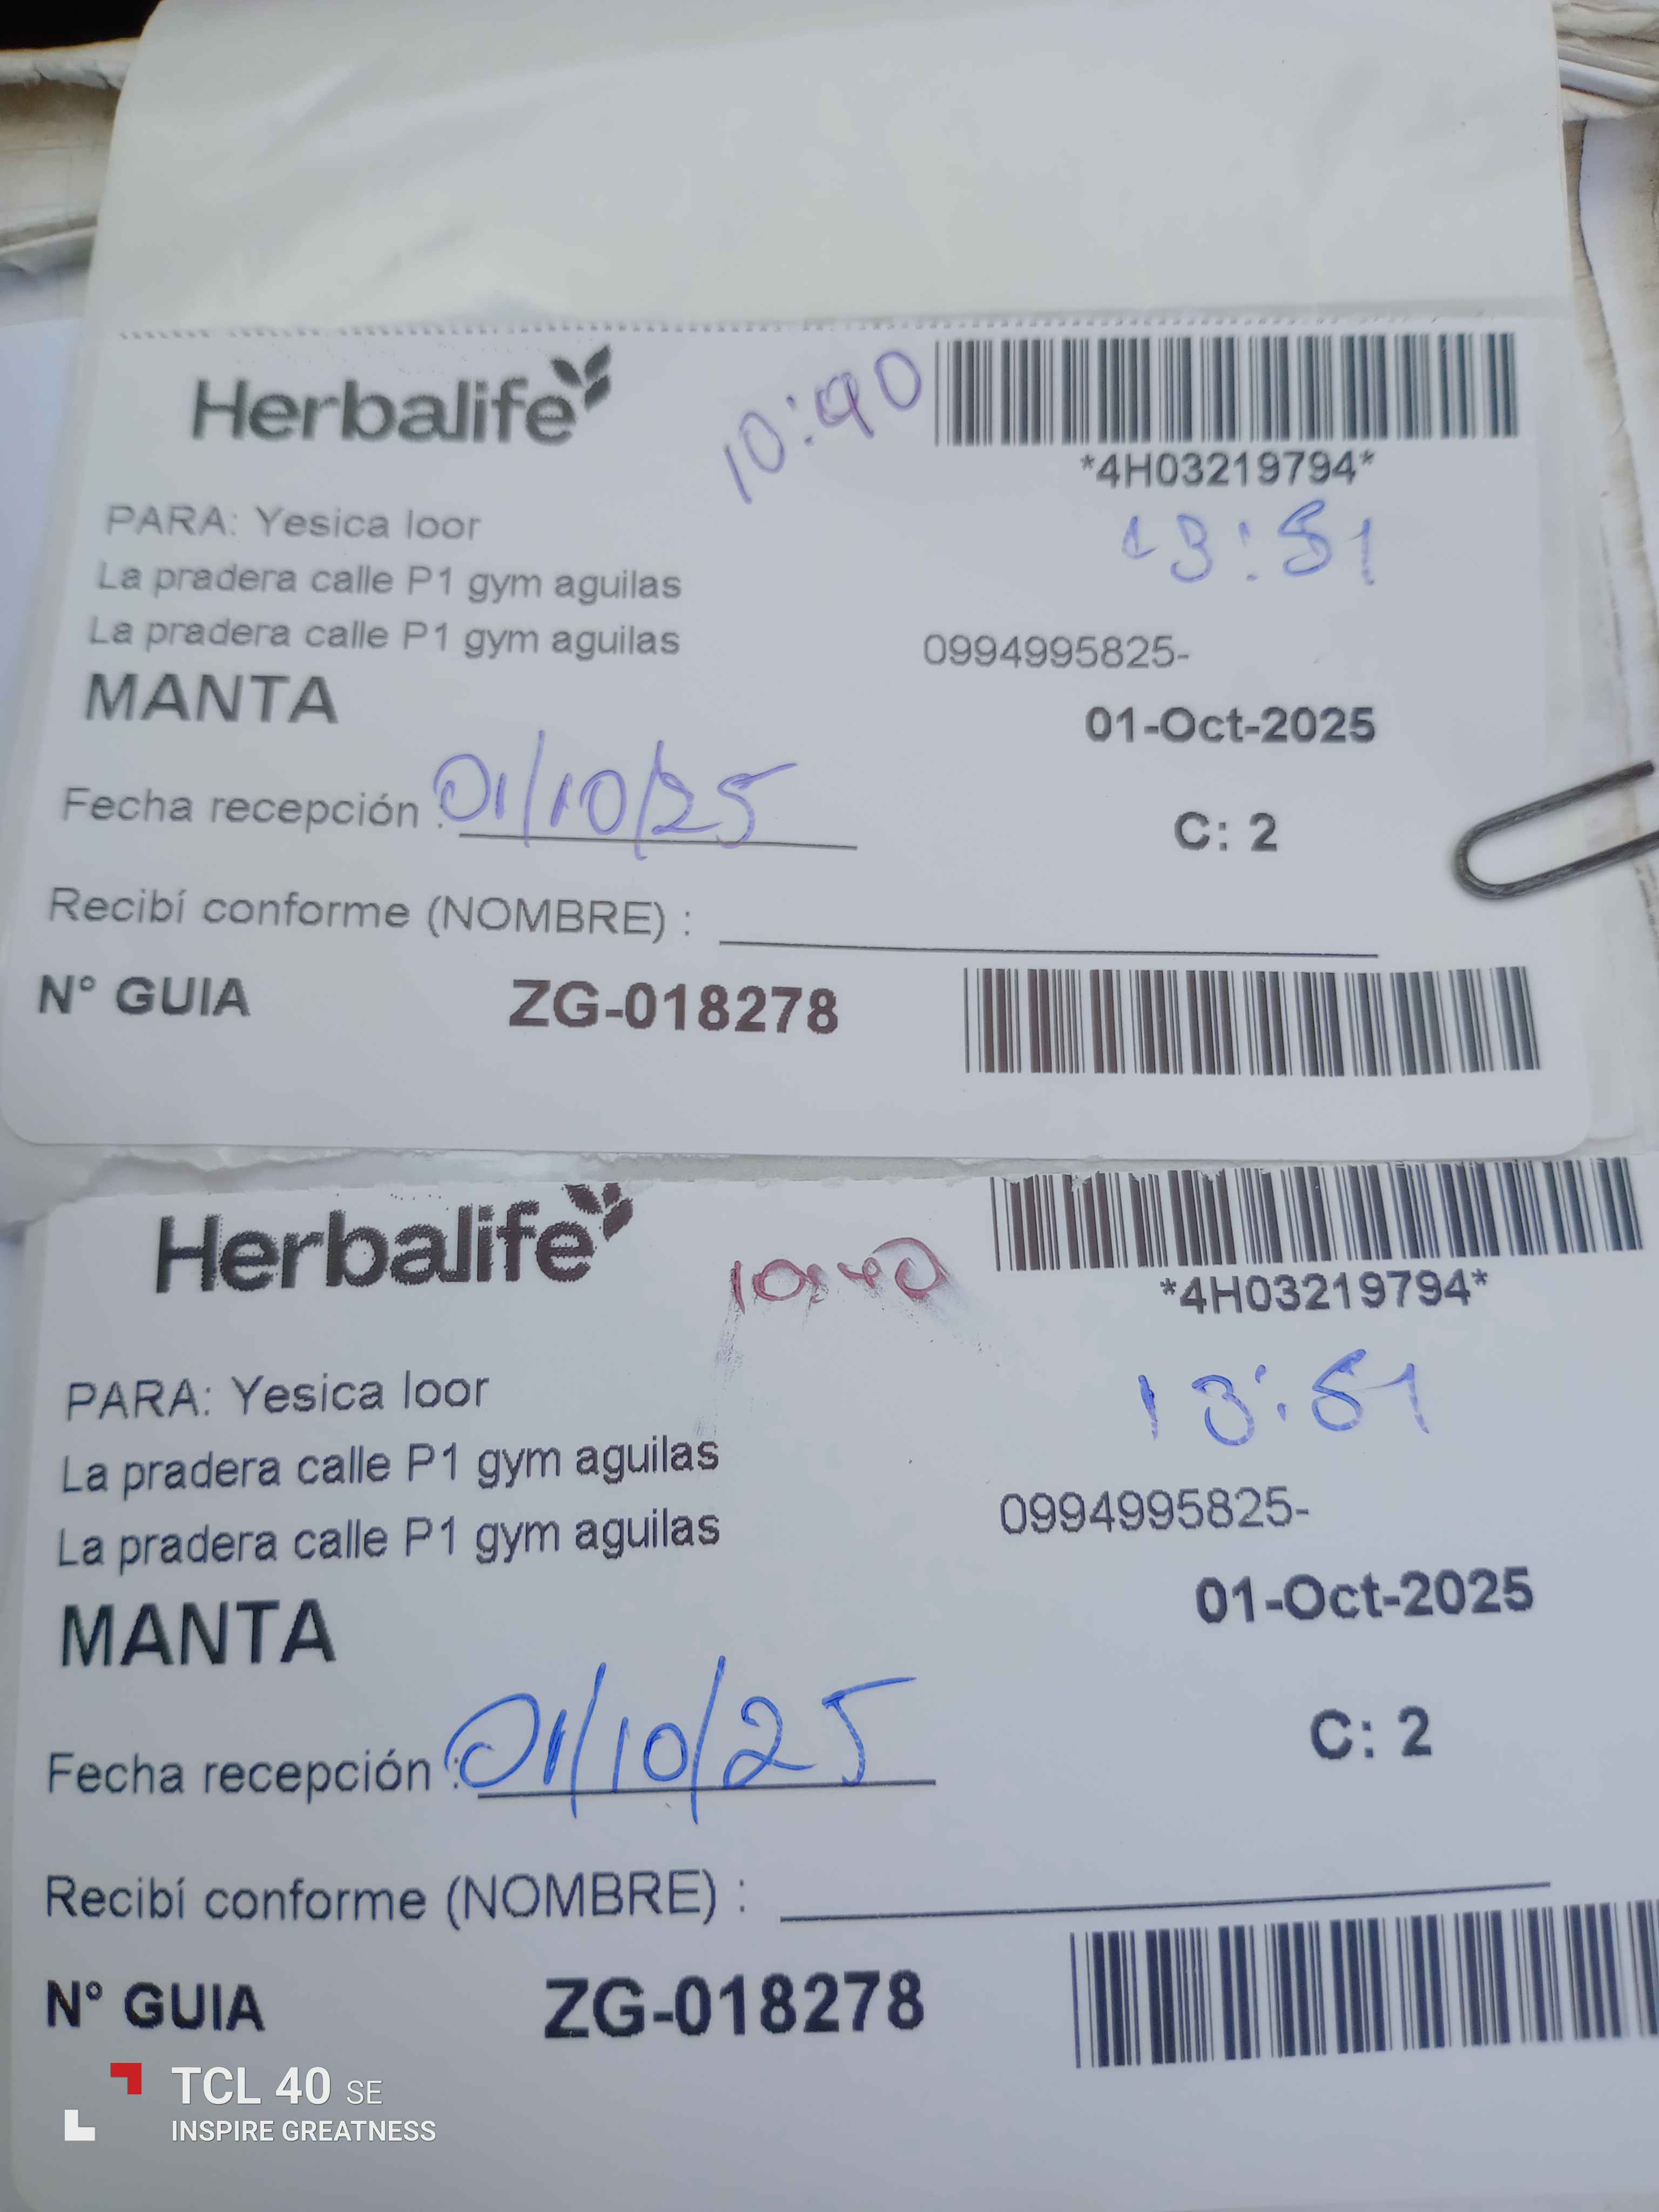 Herbalife
10:40
*4H03219794*
PARA: Yesica loor
13:51
La pradera calle P1 gym aguilas
La pradera calle P1 gym aguilas
0994995825-
MANTA
01-Oct-2025
Fecha recepción : 01/10/25
C: 2
Recibí conforme (NOMBRE) :
N° GUIA ZG-018278
Herbalife
10:40
*4H03219794*
PARA: Yesica loor
13:51
La pradera calle P1 gym aguilas
La pradera calle P1 gym aguilas
0994995825-
MANTA
01-Oct-2025
Fecha recepción : 01/10/25
C: 2
Recibí conforme (NOMBRE) :
N° GUIA ZG-018278
TCL 40 SE
INSPIRE GREATNESS